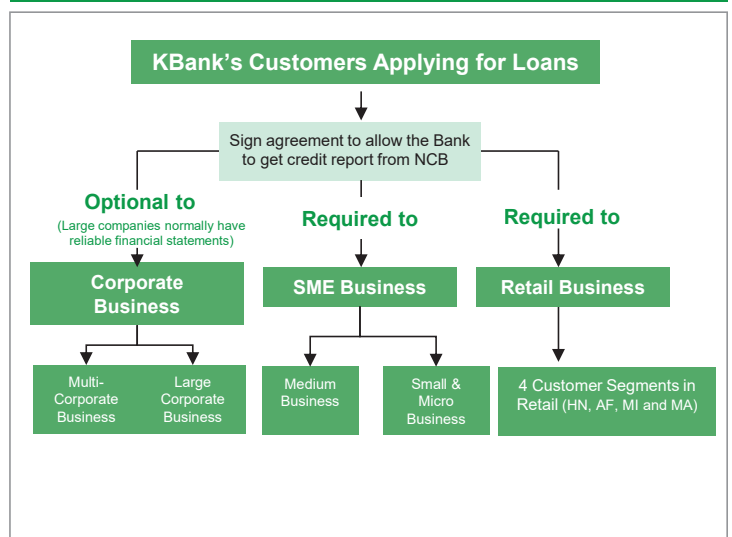 KBank's Customers Applying for Loans
Sign agreement to allow the Bank
to get credit report from NCB
Optional to
(Large companies normally have
reliable financial statements)
Required to
Required to
Corporate
Business
SME Business
Retail Business
Multi-
Corporate
Business
Large
Corporate
Business
Medium
Business
Small &
Micro
Business
4 Customer Segments in
Retail (HN, AF, MI and MA)